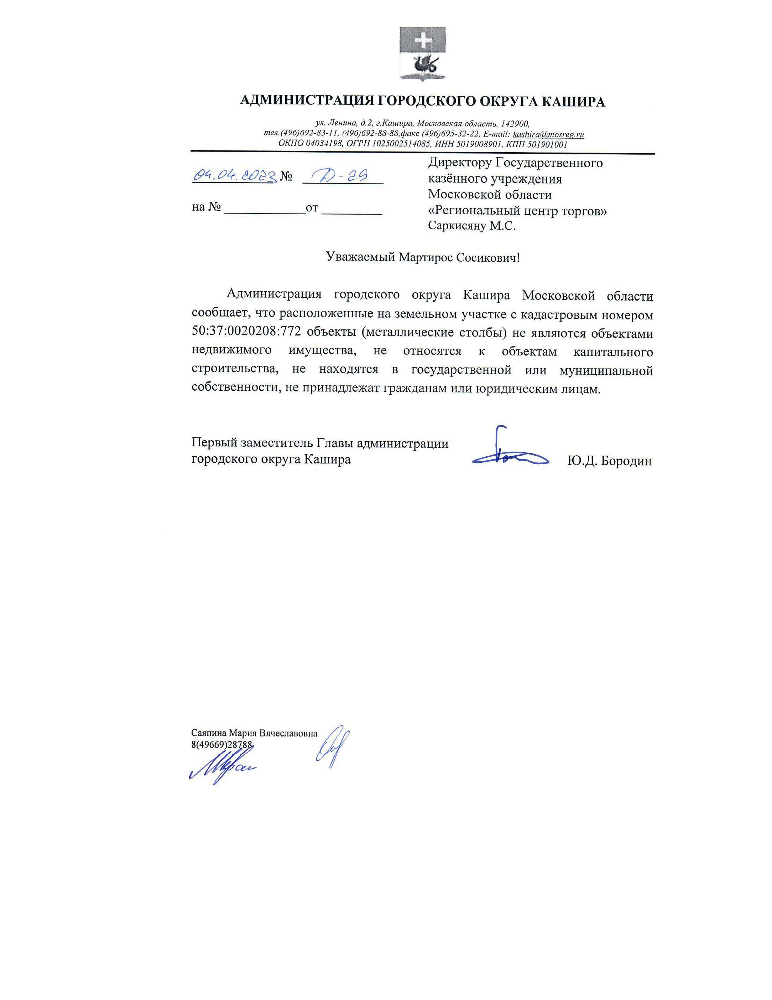 АДМИНИСТРАЦИЯ ГОРОДСКОГО ОКРУГА КАШИРА
ул. Ленина, д.2, г.Кашира, Московская область, 142900,
тел.(496)692-83-11, (496)692-88-88,факс (496)695-32-22, E-mail: kashira@mosreg.ru
ОКПО 04034198, ОГРН 1025002514085, ИНН 5019008901, КПП 501901001
04.04.2023 № Д-29
на № ____________ от _________
Директору Государственного
казённого учреждения
Московской области
«Региональный центр торгов»
Саркисяну М.С.
Уважаемый Мартирос Сосикович!
Администрация городского округа Кашира Московской области
сообщает, что расположенные на земельном участке с кадастровым номером
50:37:0020208:772 объекты (металлические столбы) не являются объектами
недвижимого имущества, не относятся к объектам капитального
строительства, не находятся в государственной или муниципальной
собственности, не принадлежат гражданам или юридическим лицам.
Первый заместитель Главы администрации
городского округа Кашира Ю.Д. Бородин
Саяпина Мария Вячеславовна
8(49669)28788